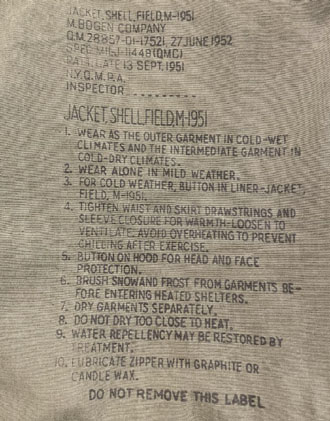 JACKET, SHELL, FIELD, M-1951
M. BOGEN COMPANY
Q.M. 28857-01-17521, 27 JUNE 1952
SPEC. MIL-J-11448(QMC)
DATE 13 SEPT. 1951
N.Y.Q.M.P.A.
INSPECTOR
JACKET, SHELL, FIELD, M-1951
1. WEAR AS THE OUTER GARMENT IN COLD-WET
CLIMATES AND THE INTERMEDIATE GARMENT IN
COLD-DRY CLIMATES.
2. WEAR ALONE IN MILD WEATHER.
3. FOR COLD WEATHER, BUTTON IN LINER-JACKET,
FIELD, M-1951.
4. TIGHTEN WAIST AND SKIRT DRAWSTRINGS AND
SLEEVE CLOSURE FOR WARMTH-LOOSEN TO
VENTILATE. AVOID OVERHEATING TO PREVENT
CHILLING AFTER EXERCISE.
5. BUTTON ON HOOD FOR HEAD AND FACE
PROTECTION.
6. BRUSH SNOW AND FROST FROM GARMENTS BE-
FORE ENTERING HEATED SHELTERS.
7. DRY GARMENTS SEPARATELY.
8. DO NOT DRY TOO CLOSE TO HEAT.
9. WATER REPELLENCY MAY BE RESTORED BY
TREATMENT.
10. LUBRICATE ZIPPER WITH GRAPHITE OR
CANDLE WAX.
DO NOT REMOVE THIS LABEL